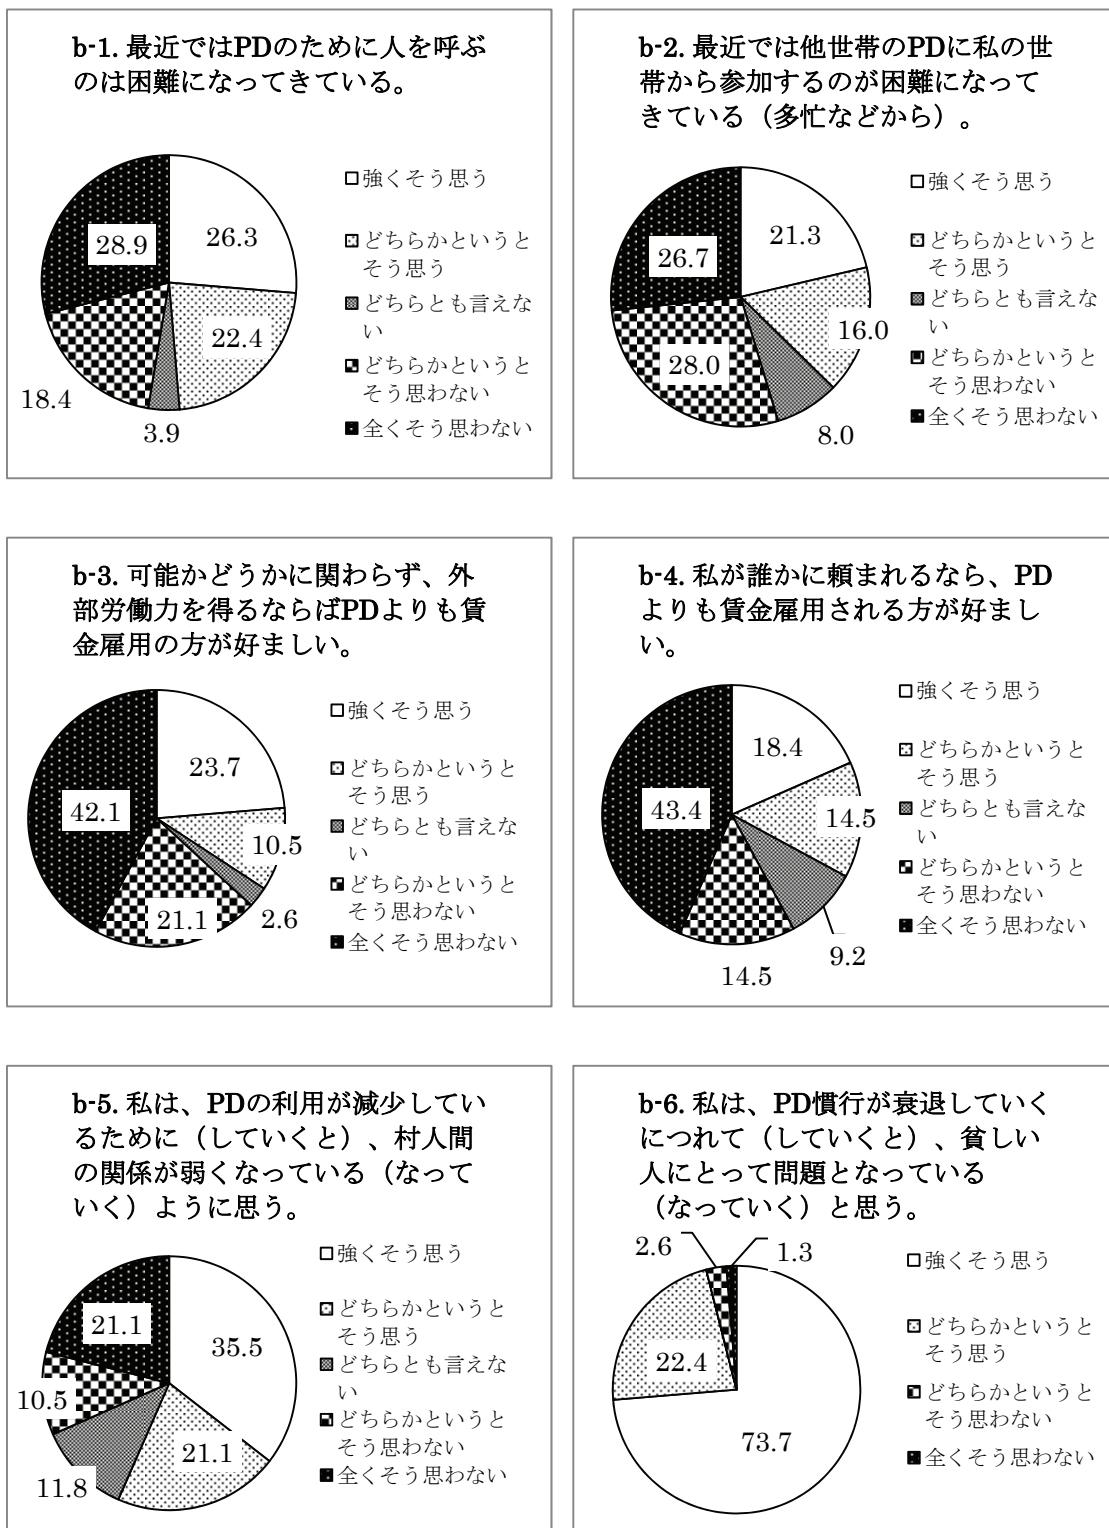 b-1. 最近ではPDのために人を呼ぶ
のは困難になってきている。
26.3
22.4
3.9
18.4
28.9
強くそう思う
どちらかというと
そう思う
どちらとも言えな
い
どちらかというと
そう思わない
全くそう思わない
b-2. 最近では他世帯のPDに私の世
帯から参加するのが困難になって
きている（多忙などから）。
21.3
16.0
8.0
28.0
26.7
強くそう思う
どちらかというと
そう思う
どちらとも言えな
い
どちらかというと
そう思わない
全くそう思わない
b-3. 可能かどうかに関わらず、外
部労働力を得るならばPDよりも賃
金雇用の方が好ましい。
23.7
10.5
2.6
21.1
42.1
強くそう思う
どちらかというと
そう思う
どちらとも言えな
い
どちらかというと
そう思わない
全くそう思わない
b-4. 私が誰かに頼まれるなら、PD
よりも賃金雇用される方が好まし
い。
18.4
14.5
9.2
14.5
43.4
強くそう思う
どちらかというと
そう思う
どちらとも言えな
い
どちらかというと
そう思わない
全くそう思わない
b-5. 私は、PDの利用が減少してい
るために（していくと）、村人間
の関係が弱くなっている（なって
いく）ように思う。
35.5
21.1
11.8
10.5
21.1
強くそう思う
どちらかというと
そう思う
どちらとも言えな
い
どちらかというと
そう思わない
全くそう思わない
b-6. 私は、PD慣行が衰退していく
につれて（していくと）、貧しい
人にとって問題となっている
（なっていく）と思う。
2.6
1.3
22.4
73.7
強くそう思う
どちらかというと
そう思う
どちらかというと
そう思わない
全くそう思わない